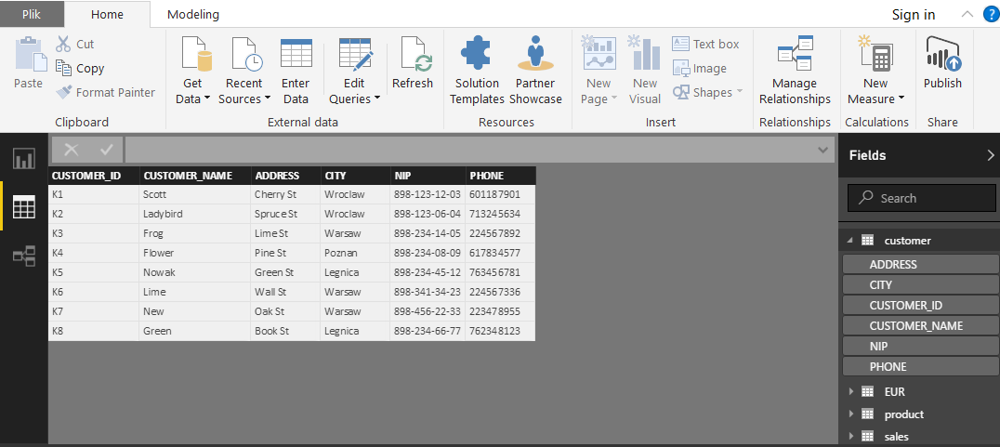 Plik Home Modeling Sign in ?
Paste Cut Copy Format Painter
Get Data Recent Sources Enter Data Edit Queries Refresh
Solution Templates Partner Showcase
New Page New Visual Text box Image Shapes
Manage Relationships New Measure Publish
Clipboard External data Resources Insert Relationships Calculations Share
CUSTOMER_ID CUSTOMER_NAME ADDRESS CITY NIP PHONE
K1 Scott Cherry St Wroclaw 898-123-12-03 601187901
K2 Ladybird Spruce St Wroclaw 898-123-06-04 713245634
K3 Frog Lime St Warsaw 898-234-14-05 224567892
K4 Flower Pine St Poznan 898-234-08-09 617834577
K5 Nowak Green St Legnica 898-234-45-12 763456781
K6 Lime Wall St Warsaw 898-341-34-23 224567336
K7 New Oak St Warsaw 898-456-22-33 223478955
K8 Green Book St Legnica 898-234-66-77 762348123
Fields
Search
customer
ADDRESS
CITY
CUSTOMER_ID
CUSTOMER_NAME
NIP
PHONE
EUR
product
sales